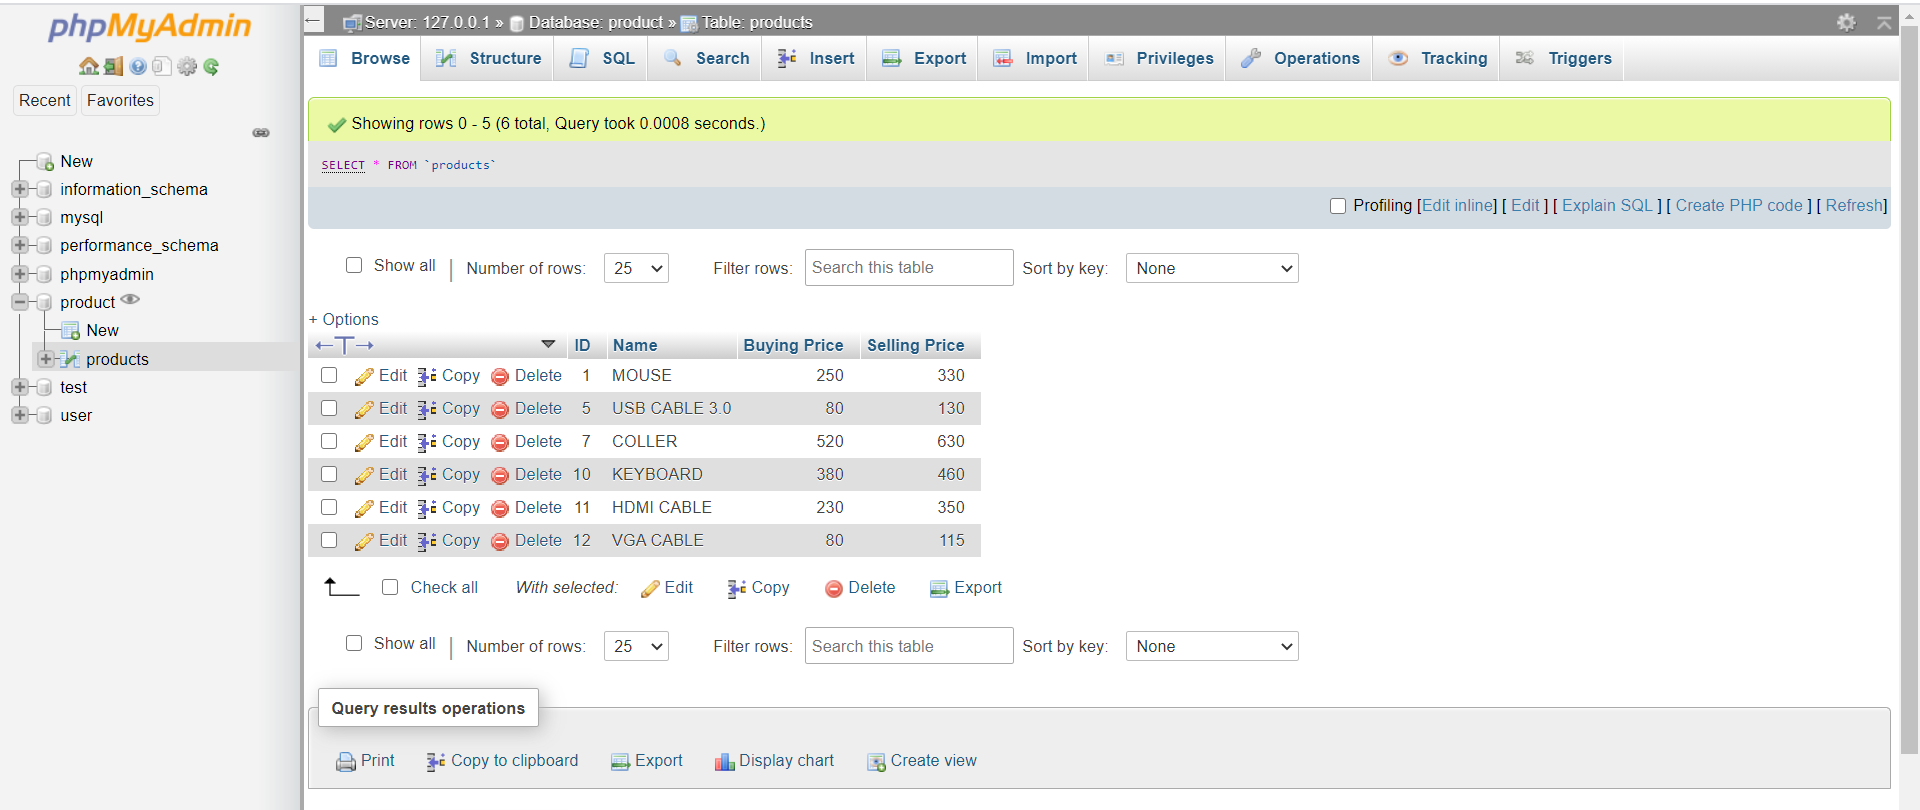 phpMyAdmin
Recent Favorites
New
information_schema
mysql
performance_schema
phpmyadmin
product
New
products
test
user
← Server: 127.0.0.1 » Database: product » Table: products
Browse Structure SQL Search Insert Export Import Privileges Operations Tracking Triggers
Showing rows 0 - 5 (6 total, Query took 0.0008 seconds.)
SELECT * FROM `products`
Profiling [Edit inline] [ Edit ] [ Explain SQL ] [ Create PHP code ] [ Refresh]
Show all | Number of rows: 25 Filter rows: Search this table Sort by key: None
+ Options
←T→ ID Name Buying Price Selling Price
Edit Copy Delete 1 MOUSE 250 330
Edit Copy Delete 5 USB CABLE 3.0 80 130
Edit Copy Delete 7 COLLER 520 630
Edit Copy Delete 10 KEYBOARD 380 460
Edit Copy Delete 11 HDMI CABLE 230 350
Edit Copy Delete 12 VGA CABLE 80 115
Check all With selected: Edit Copy Delete Export
Show all | Number of rows: 25 Filter rows: Search this table Sort by key: None
Query results operations
Print Copy to clipboard Export Display chart Create view